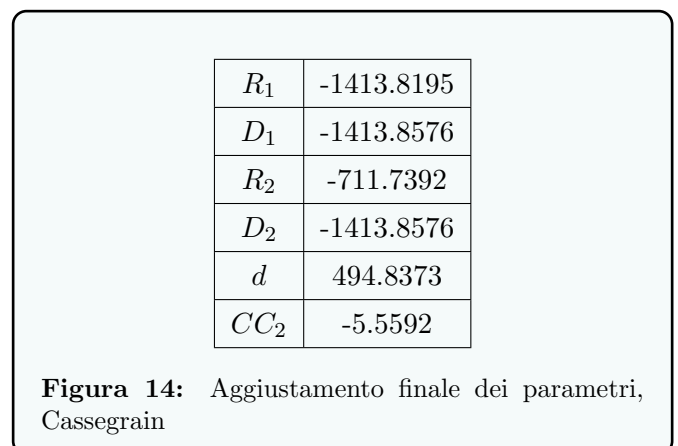 R₁ -1413.8195
D₁ -1413.8576
R₂ -711.7392
D₂ -1413.8576
d 494.8373
CC₂ -5.5592
Figura 14: Aggiustamento finale dei parametri,
Cassegrain